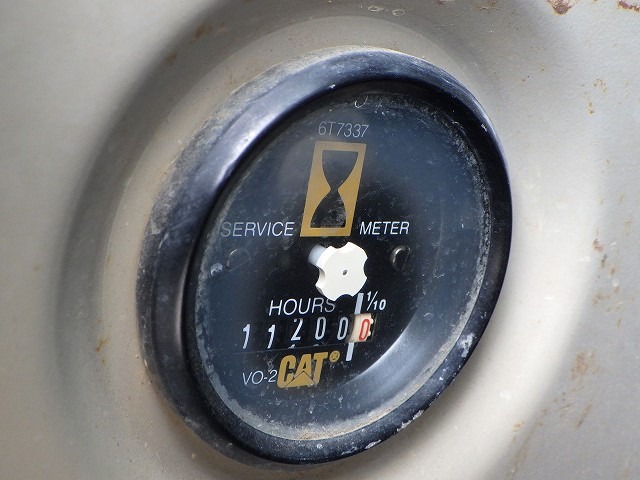 6T7337
SERVICE METER
HOURS 1/10
112000
VO-2 CAT®